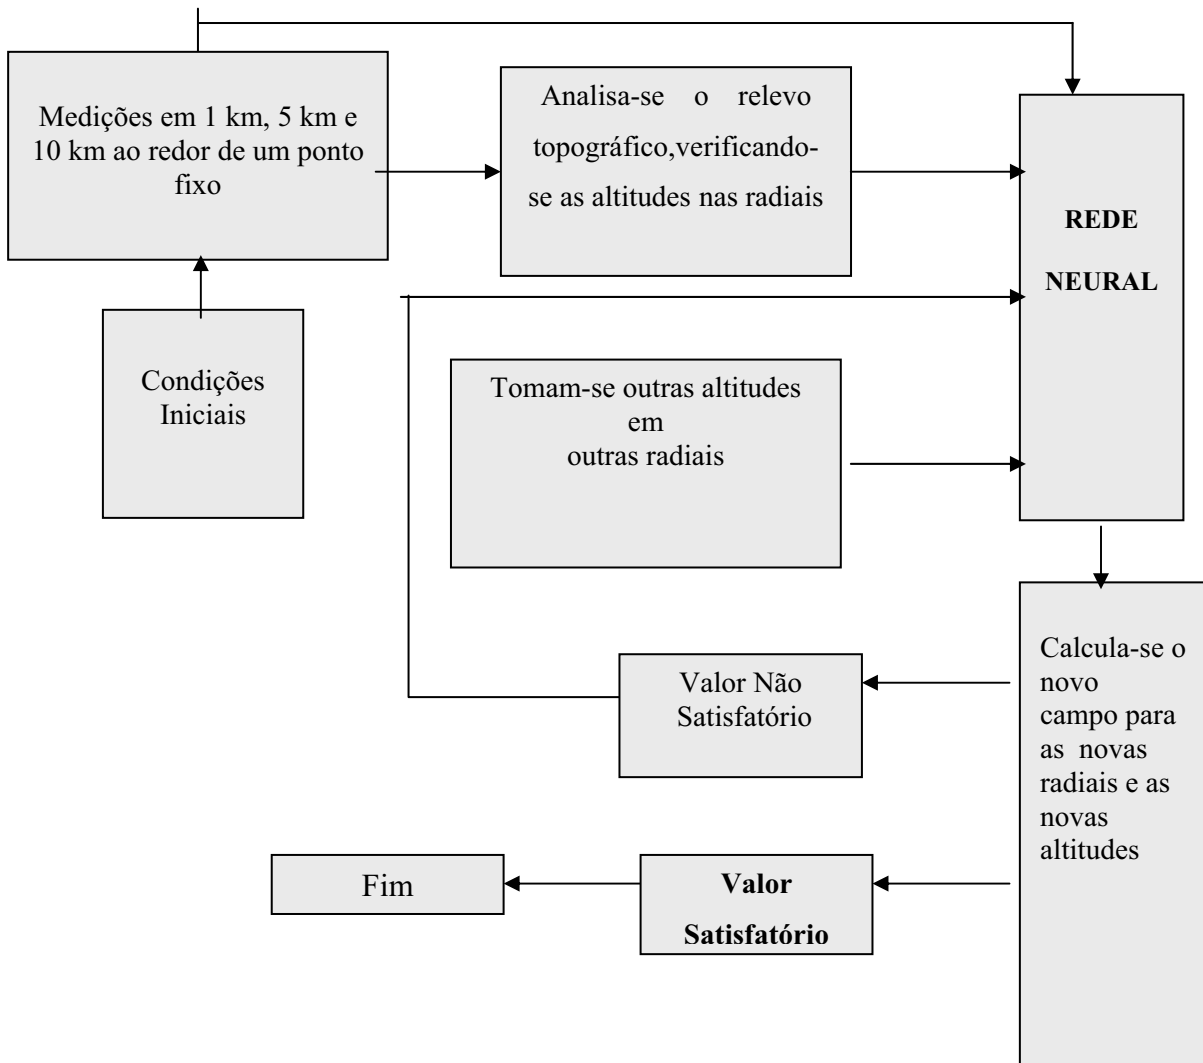 Medições em 1 km, 5 km e
10 km ao redor de um ponto
fixo
Analisa-se o relevo
topográfico,verificando-
se as altitudes nas radiais
REDE
NEURAL
Condições
Iniciais
Tomam-se outras altitudes
em
outras radiais
Calcula-se o
novo
campo para
as novas
radiais e as
novas
altitudes
Valor Não
Satisfatório
Valor
Satisfatório
Fim